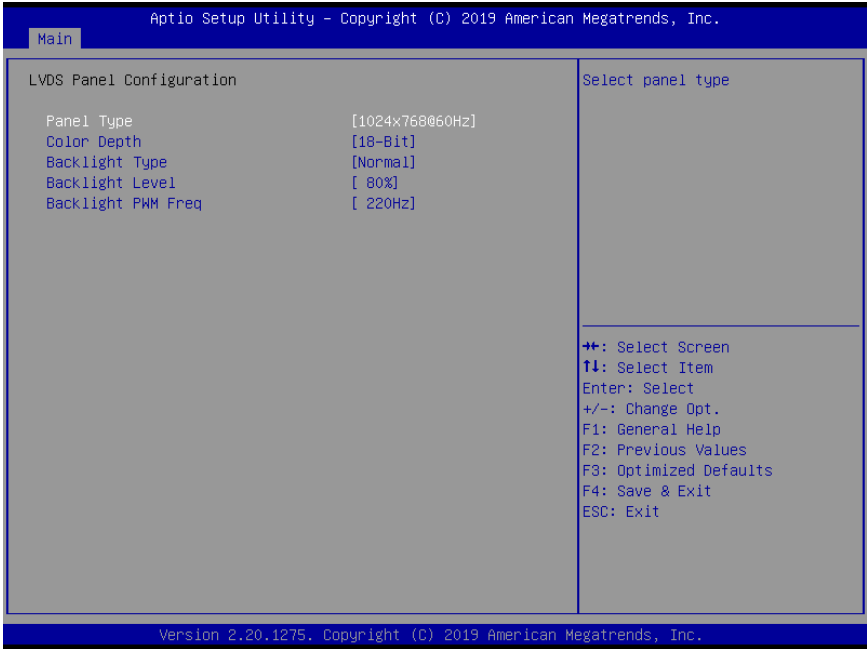 Aptio Setup Utility – Copyright (C) 2019 American Megatrends, Inc.
Main
LVDS Panel Configuration
Select panel type
Panel Type [1024x768@60Hz]
Color Depth [18-Bit]
Backlight Type [Normal]
Backlight Level [ 80%]
Backlight PWM Freq [ 220Hz]
→←: Select Screen
↑↓: Select Item
Enter: Select
+/-: Change Opt.
F1: General Help
F2: Previous Values
F3: Optimized Defaults
F4: Save & Exit
ESC: Exit
Version 2.20.1275. Copyright (C) 2019 American Megatrends, Inc.